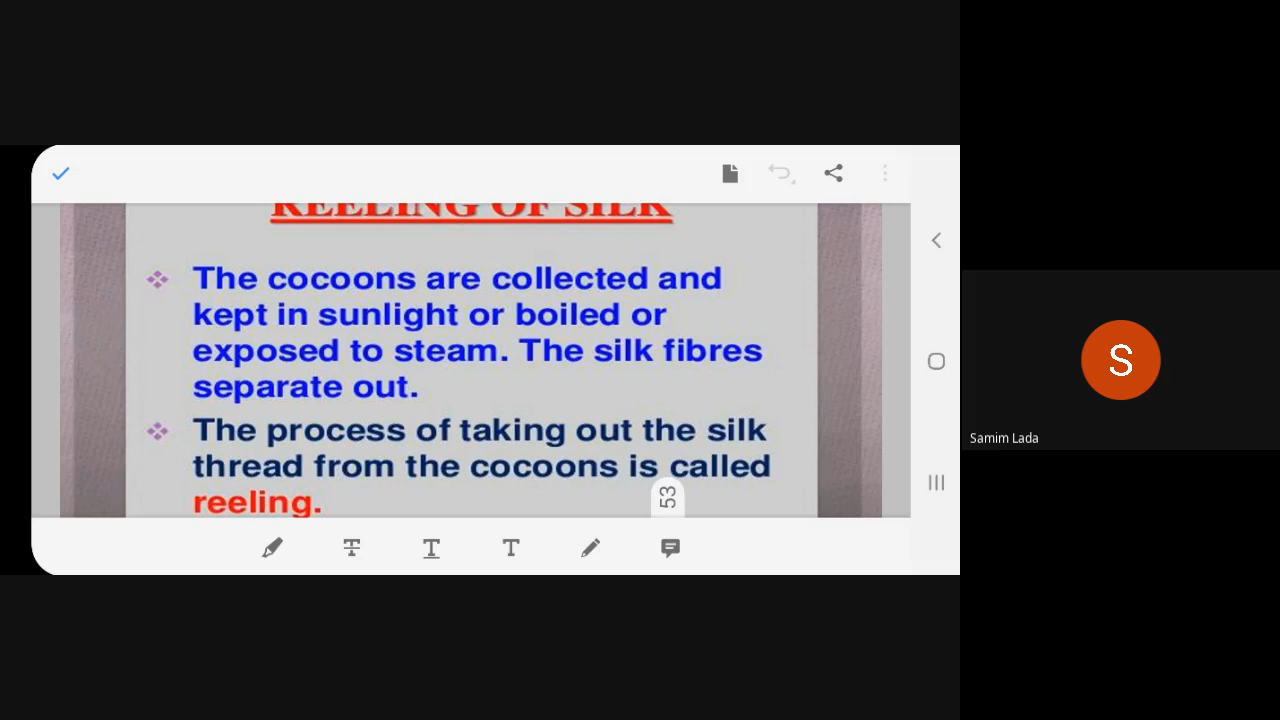 REELING OF SILK
The cocoons are collected and
kept in sunlight or boiled or
exposed to steam. The silk fibres
separate out.
The process of taking out the silk
thread from the cocoons is called
reeling.
53
S
Samim Lada